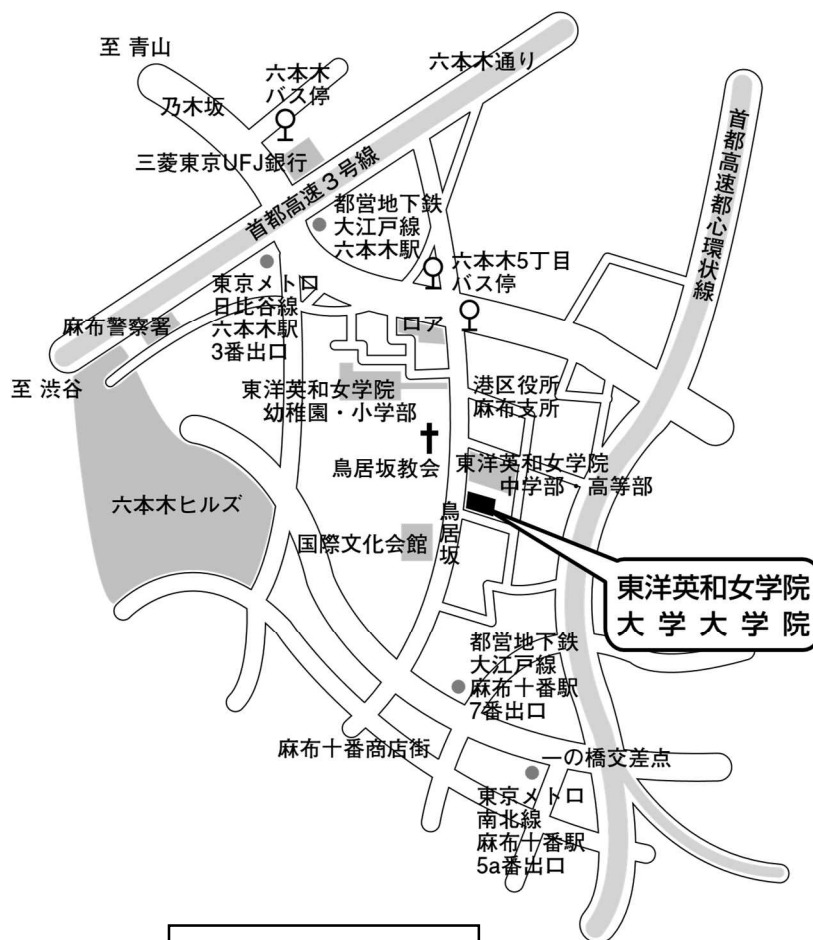 至 青山
六本木
バス停
六本木通り
乃木坂
三菱東京UFJ銀行
首都高速3号線
首都高速都心環状線
都営地下鉄
大江戸線
六本木駅
六本木5丁目
バス停
東京メトロ
日比谷線
六本木駅
3番出口
麻布警察署
ロア
至 渋谷
東洋英和女学院
幼稚園・小学部
港区役所
麻布支所
鳥居坂教会
東洋英和女学院
中学部・高等部
六本木ヒルズ
鳥居坂
国際文化会館
東洋英和女学院
大学大学院
都営地下鉄
大江戸線
麻布十番駅
7番出口
麻布十番商店街
一の橋交差点
東京メトロ
南北線
麻布十番駅
5a番出口